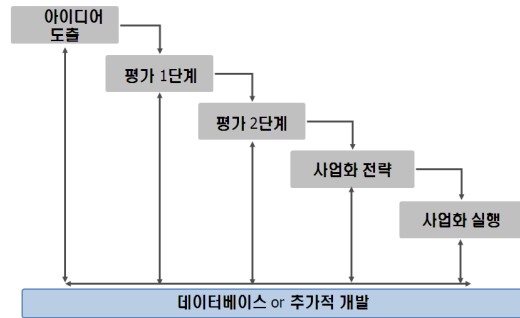 아이디어
도출
평가 1단계
평가 2단계
사업화 전략
사업화 실행
데이터베이스 or 추가적 개발